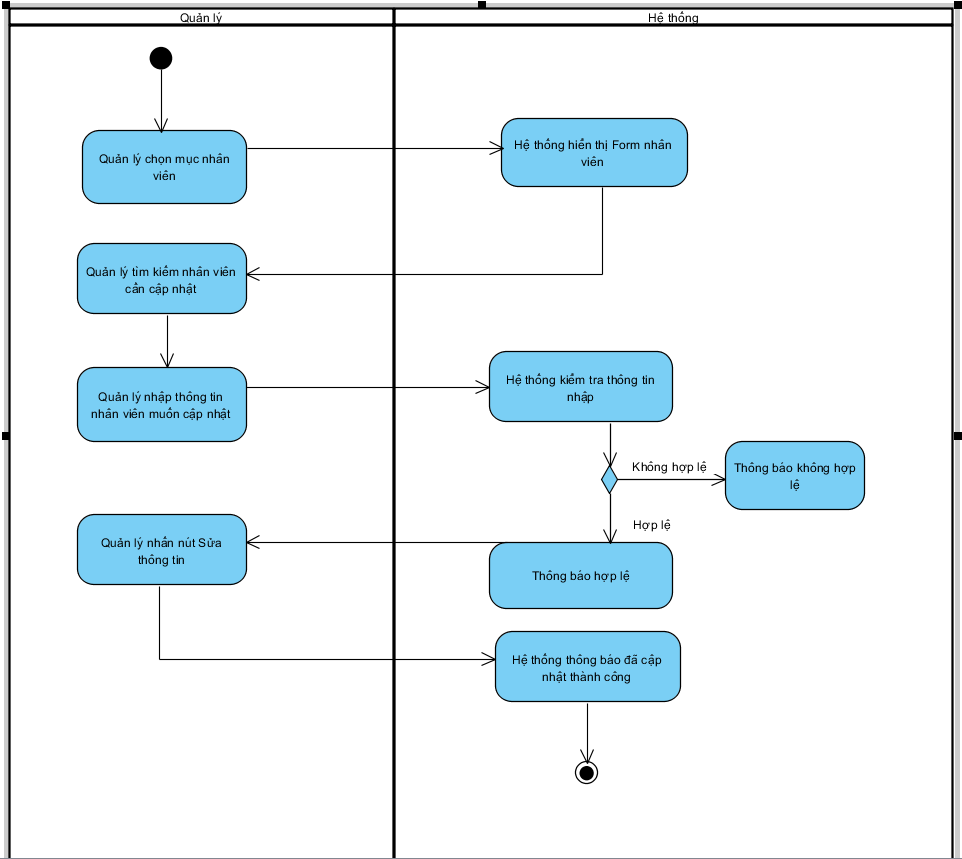 Quản lý
Hệ thống
Quản lý chọn mục nhân
viên
Hệ thống hiển thị Form nhân
viên
Quản lý tìm kiếm nhân viên
cần cập nhật
Quản lý nhập thông tin
nhân viên muốn cập nhật
Hệ thống kiểm tra thông tin
nhập
Không hợp lệ
Thông báo không hợp
lệ
Hợp lệ
Quản lý nhấn nút Sửa
thông tin
Thông báo hợp lệ
Hệ thống thông báo đã cập
nhật thành công